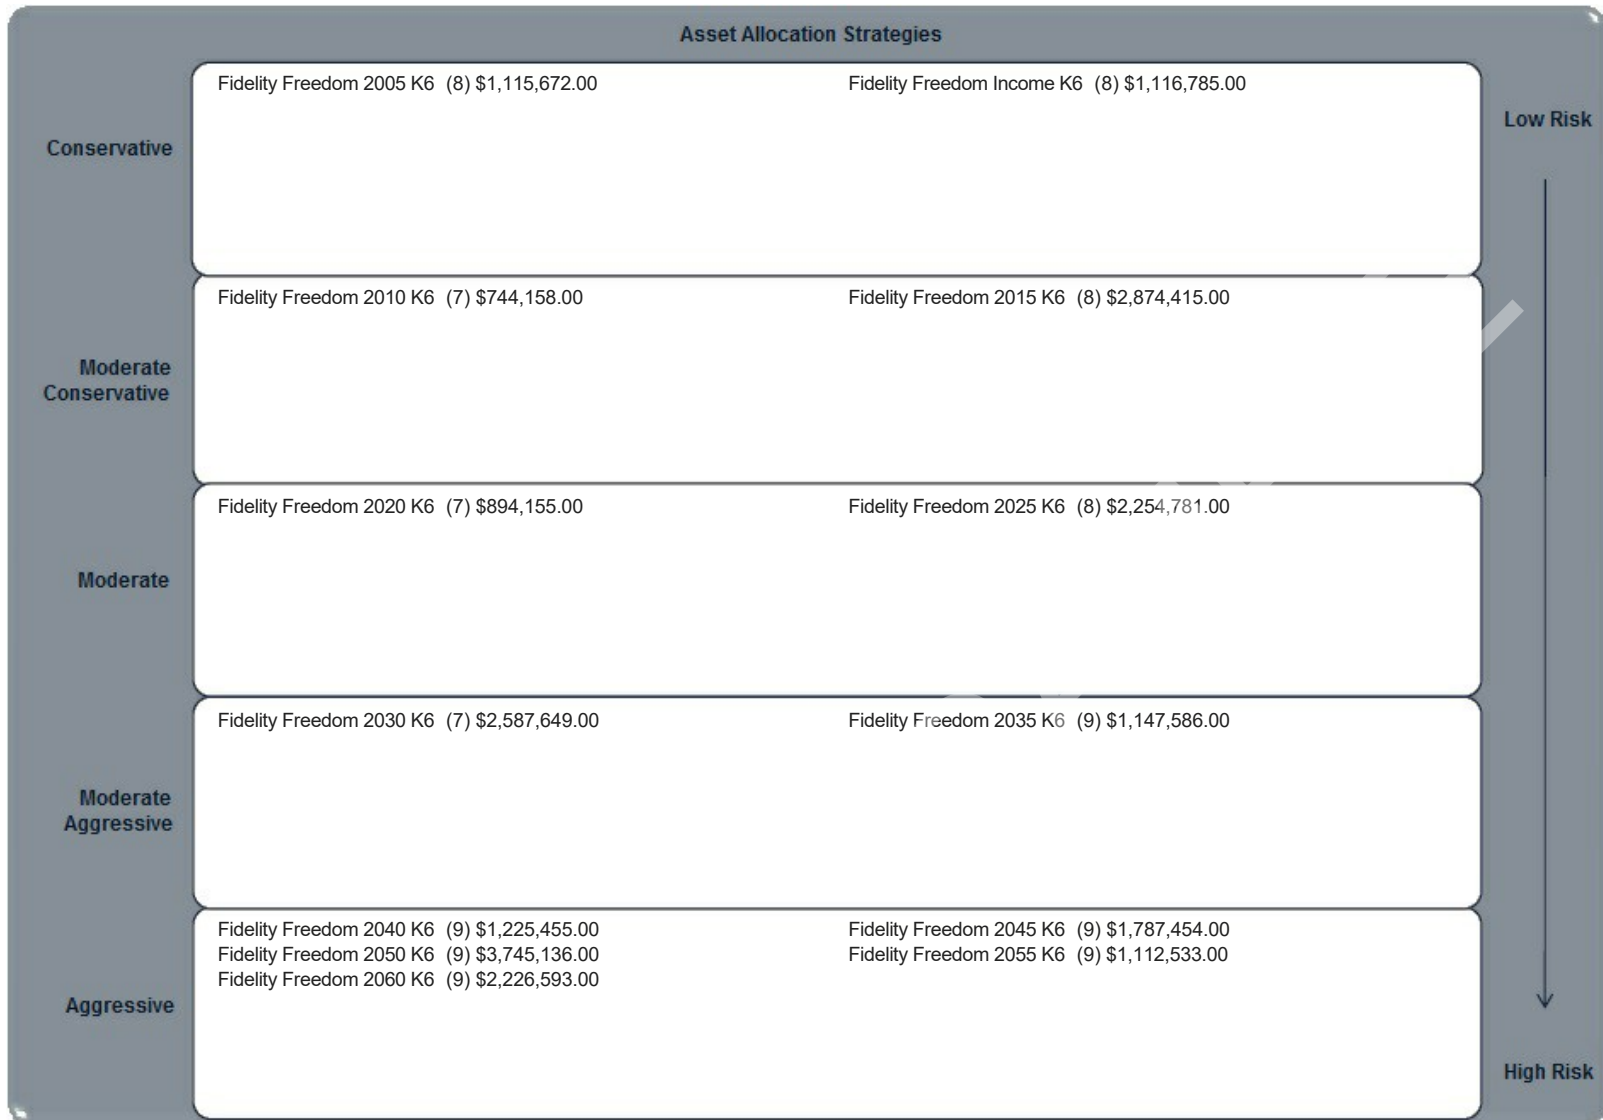 Asset Allocation Strategies
Fidelity Freedom 2005 K6 (8) $1,115,672.00
Fidelity Freedom Income K6 (8) $1,116,785.00
Low Risk
Conservative
Fidelity Freedom 2010 K6 (7) $744,158.00
Fidelity Freedom 2015 K6 (8) $2,874,415.00
Moderate
Conservative
Fidelity Freedom 2020 K6 (7) $894,155.00
Fidelity Freedom 2025 K6 (8) $2,254,781.00
Moderate
Fidelity Freedom 2030 K6 (7) $2,587,649.00
Fidelity Freedom 2035 K6 (9) $1,147,586.00
Moderate
Aggressive
Fidelity Freedom 2040 K6 (9) $1,225,455.00
Fidelity Freedom 2045 K6 (9) $1,787,454.00
Fidelity Freedom 2050 K6 (9) $3,745,136.00
Fidelity Freedom 2055 K6 (9) $1,112,533.00
Fidelity Freedom 2060 K6 (9) $2,226,593.00
Aggressive
High Risk